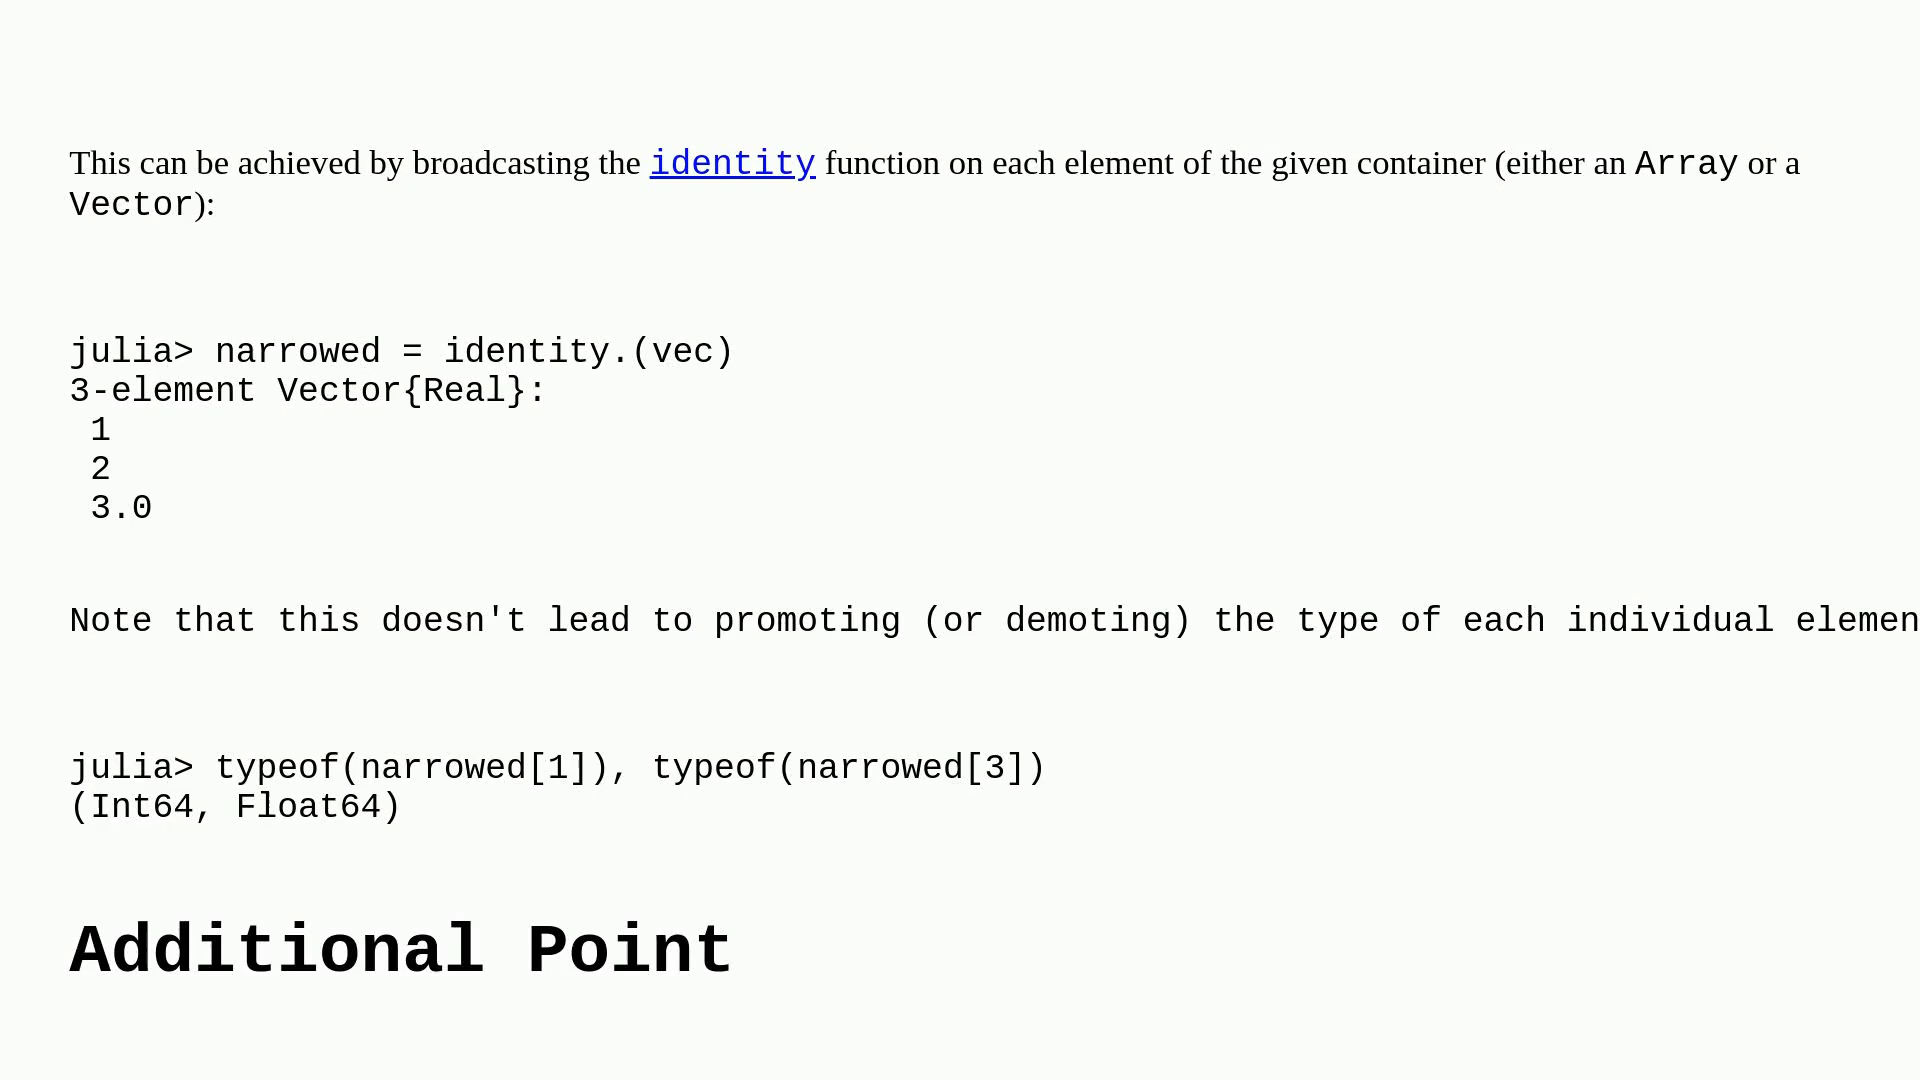 This can be achieved by broadcasting the identity function on each element of the given container (either an Array or a
Vector):
julia> narrowed = identity.(vec)
3-element Vector{Real}:
 1
 2
 3.0
Note that this doesn't lead to promoting (or demoting) the type of each individual elemen
julia> typeof(narrowed[1]), typeof(narrowed[3])
(Int64, Float64)
Additional Point